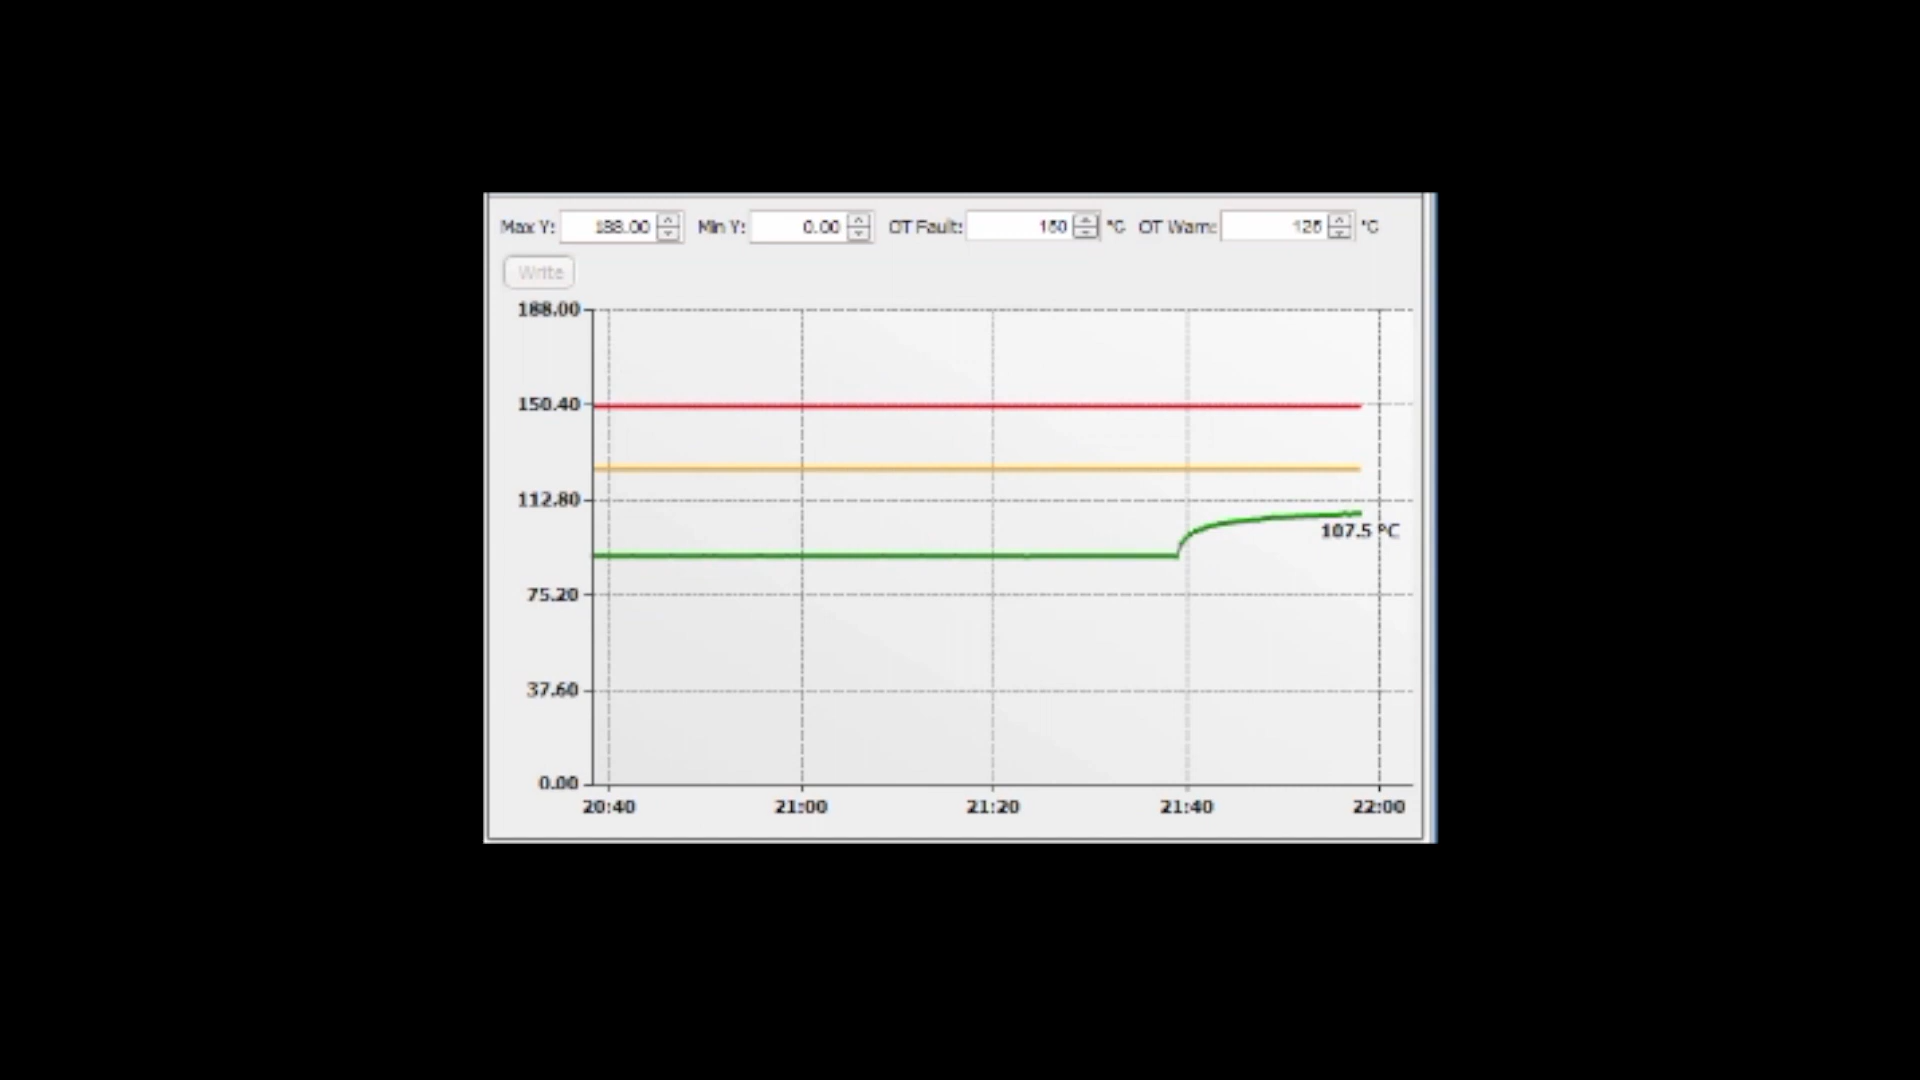 Max Y: 188.00 Min Y: 0.00 OT Fault: 150 °C OT Warn: 125 °C
Write
188.00
150.40
112.80
107.5 °C
75.20
37.60
0.00
20:40 21:00 21:20 21:40 22:00